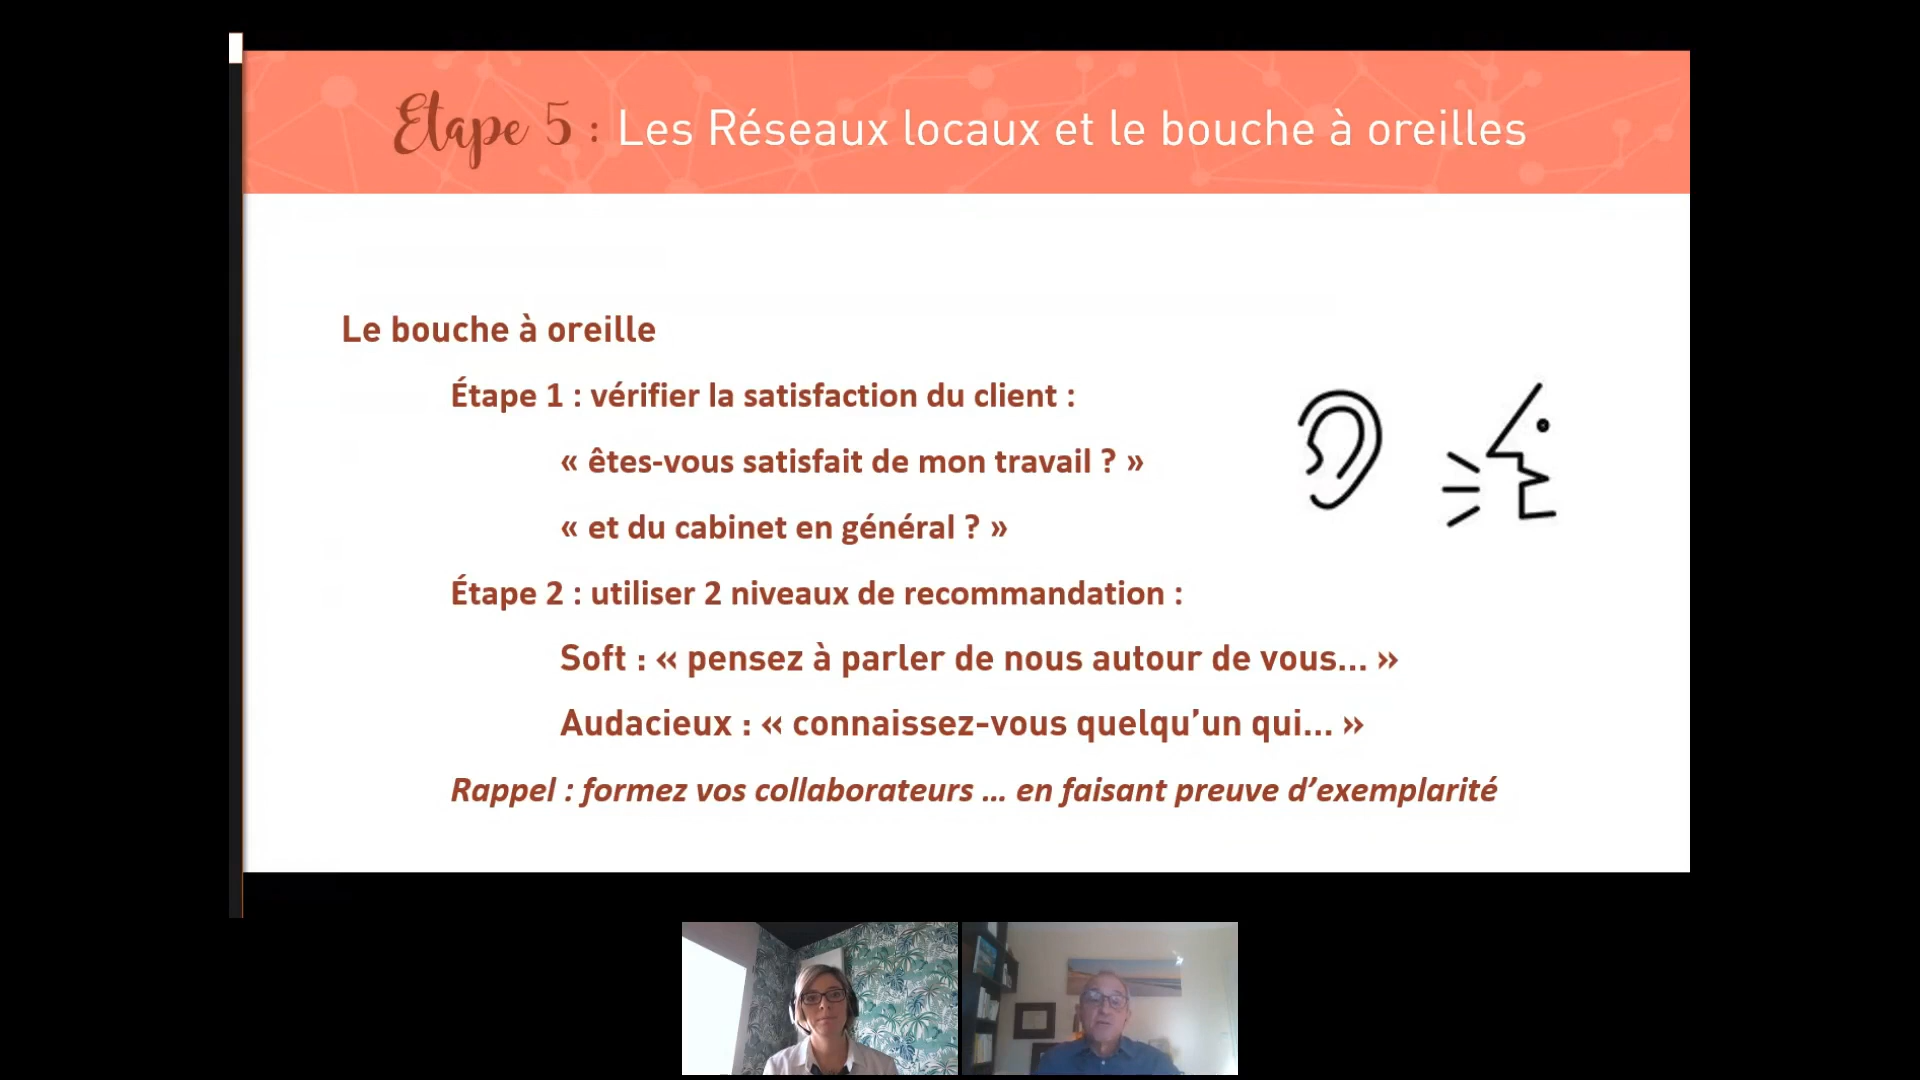 Etape 5 : Les Réseaux locaux et le bouche à oreilles
Le bouche à oreille
Étape 1 : vérifier la satisfaction du client :
« êtes-vous satisfait de mon travail ? »
« et du cabinet en général ? »
Étape 2 : utiliser 2 niveaux de recommandation :
Soft : « pensez à parler de nous autour de vous... »
Audacieux : « connaissez-vous quelqu’un qui... »
Rappel : formez vos collaborateurs ... en faisant preuve d’exemplarité